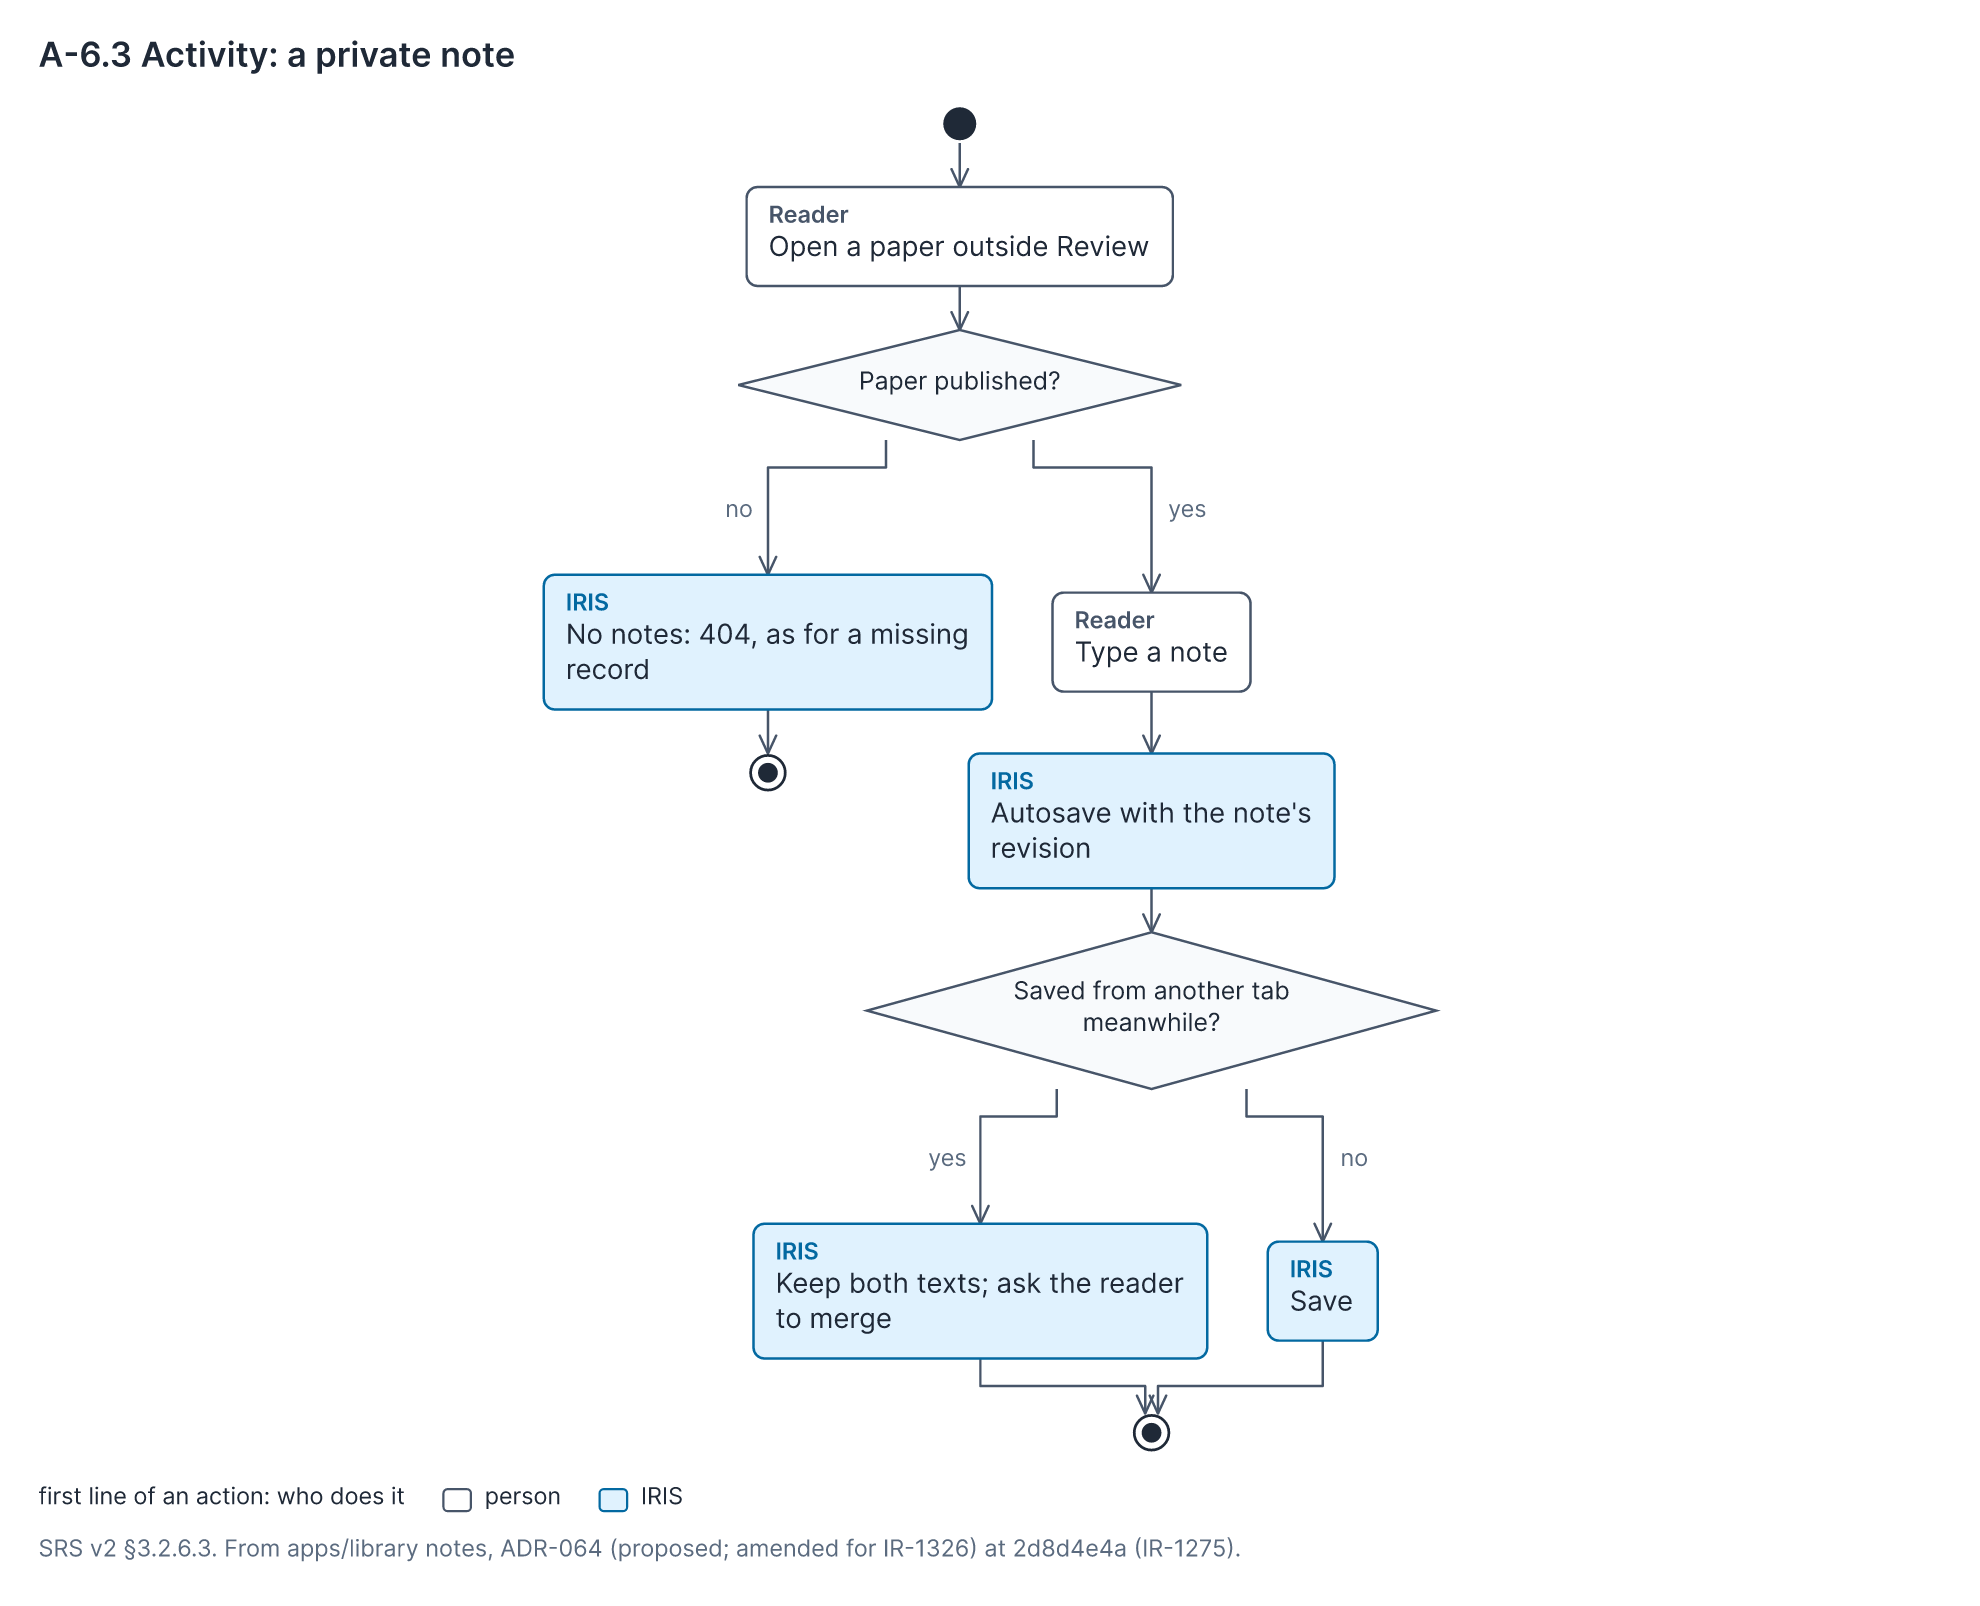 A-6.3 Activity: a private note
Reader
Open a paper outside Review
Paper published?
no
yes
IRIS
No notes: 404, as for a missing
record
Reader
Type a note
IRIS
Autosave with the note's
revision
Saved from another tab
meanwhile?
yes
no
IRIS
Keep both texts; ask the reader
to merge
IRIS
Save
first line of an action: who does it
person
IRIS
SRS v2 §3.2.6.3. From apps/library notes, ADR-064 (proposed; amended for IR-1326) at 2d8d4e4a (IR-1275).